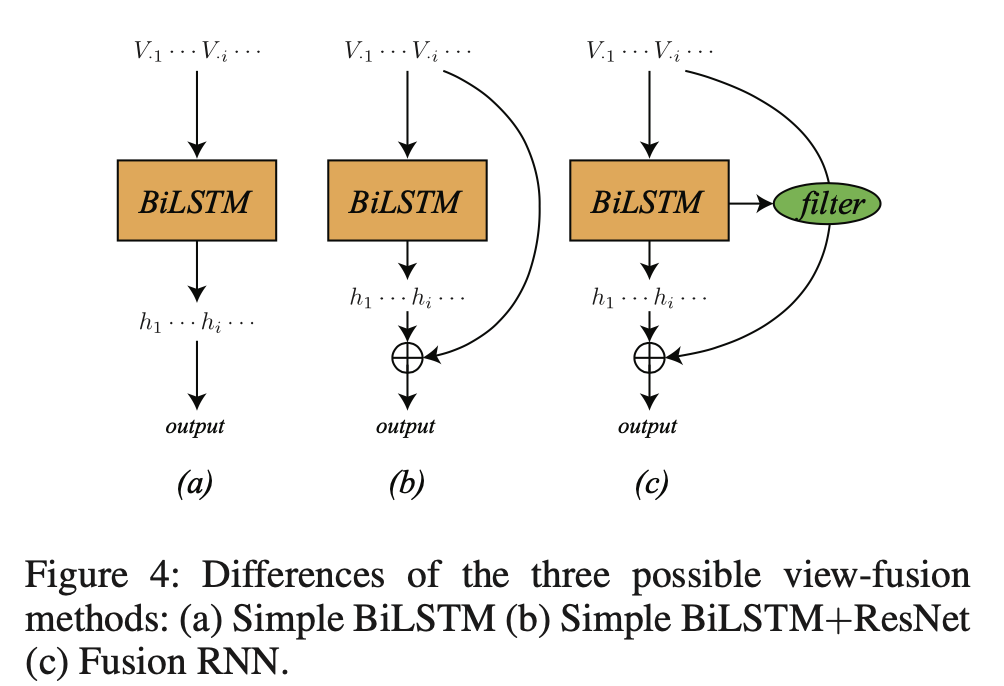 V.1 ··· V.i ··· V.1 ··· V.i ··· V.1 ··· V.i ···
BiLSTM BiLSTM BiLSTM filter
h1 ··· hi ··· h1 ··· hi ··· h1 ··· hi ···
output output output
(a) (b) (c)
Figure 4: Differences of the three possible view-fusion
methods: (a) Simple BiLSTM (b) Simple BiLSTM+ResNet
(c) Fusion RNN.